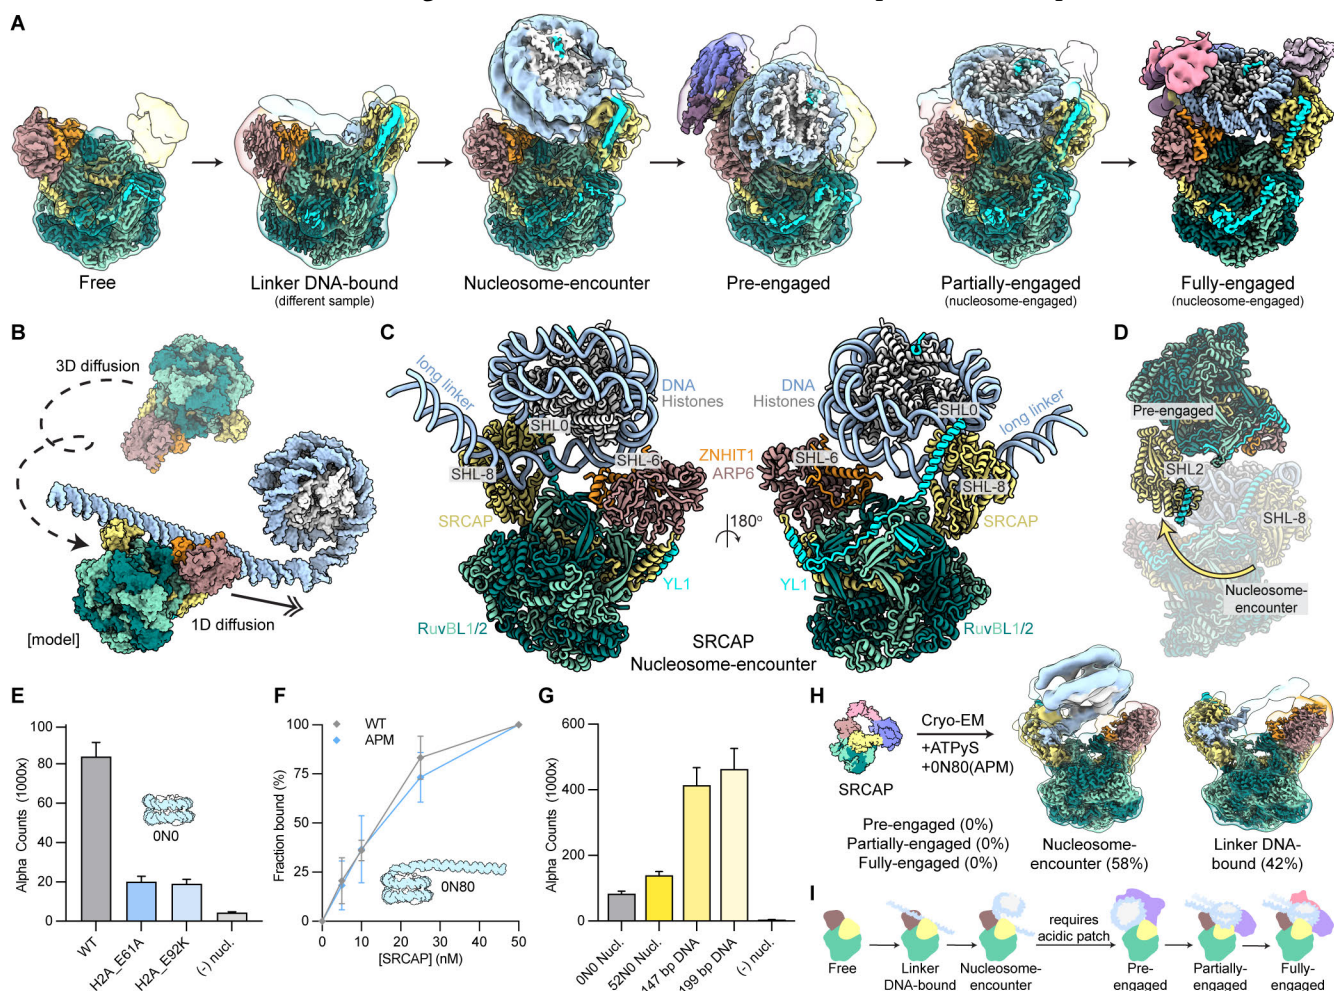 A
Free
Linker DNA-bound
(different sample)
Nucleosome-encounter
Pre-engaged
Partially-engaged
(nucleosome-engaged)
Fully-engaged
(nucleosome-engaged)
B
3D diffusion
[model]
1D diffusion
C
long linker
DNA
Histones
SHL0
SHL-8
SHL-6
ZNHIT1
ARP6
SRCAP
YL1
RuvBL1/2
180°
DNA
Histones
SHL0
long linker
SHL-6
SHL-8
SRCAP
RuvBL1/2
SRCAP
Nucleosome-encounter
D
Pre-engaged
SHL2
SHL-8
Nucleosome-
encounter
E
Alpha Counts (1000x)
100
80
60
40
20
0
0N0
WT
H2A_E61A
H2A_E92K
(-) nucl.
F
Fraction bound (%)
100
75
50
25
0
WT
APM
0N80
0
10
20
30
40
50
[SRCAP] (nM)
G
Alpha Counts (1000x)
600
400
200
0
0N0 Nucl.
52N0 Nucl.
147 bp DNA
199 bp DNA
(-) nucl.
H
SRCAP
Cryo-EM
+ATPγS
+0N80(APM)
Pre-engaged (0%)
Partially-engaged (0%)
Fully-engaged (0%)
Nucleosome-
encounter (58%)
Linker DNA-
bound (42%)
I
Free
Linker
DNA-bound
Nucleosome-
encounter
requires
acidic patch
Pre-
engaged
Partially-
engaged
Fully-
engaged